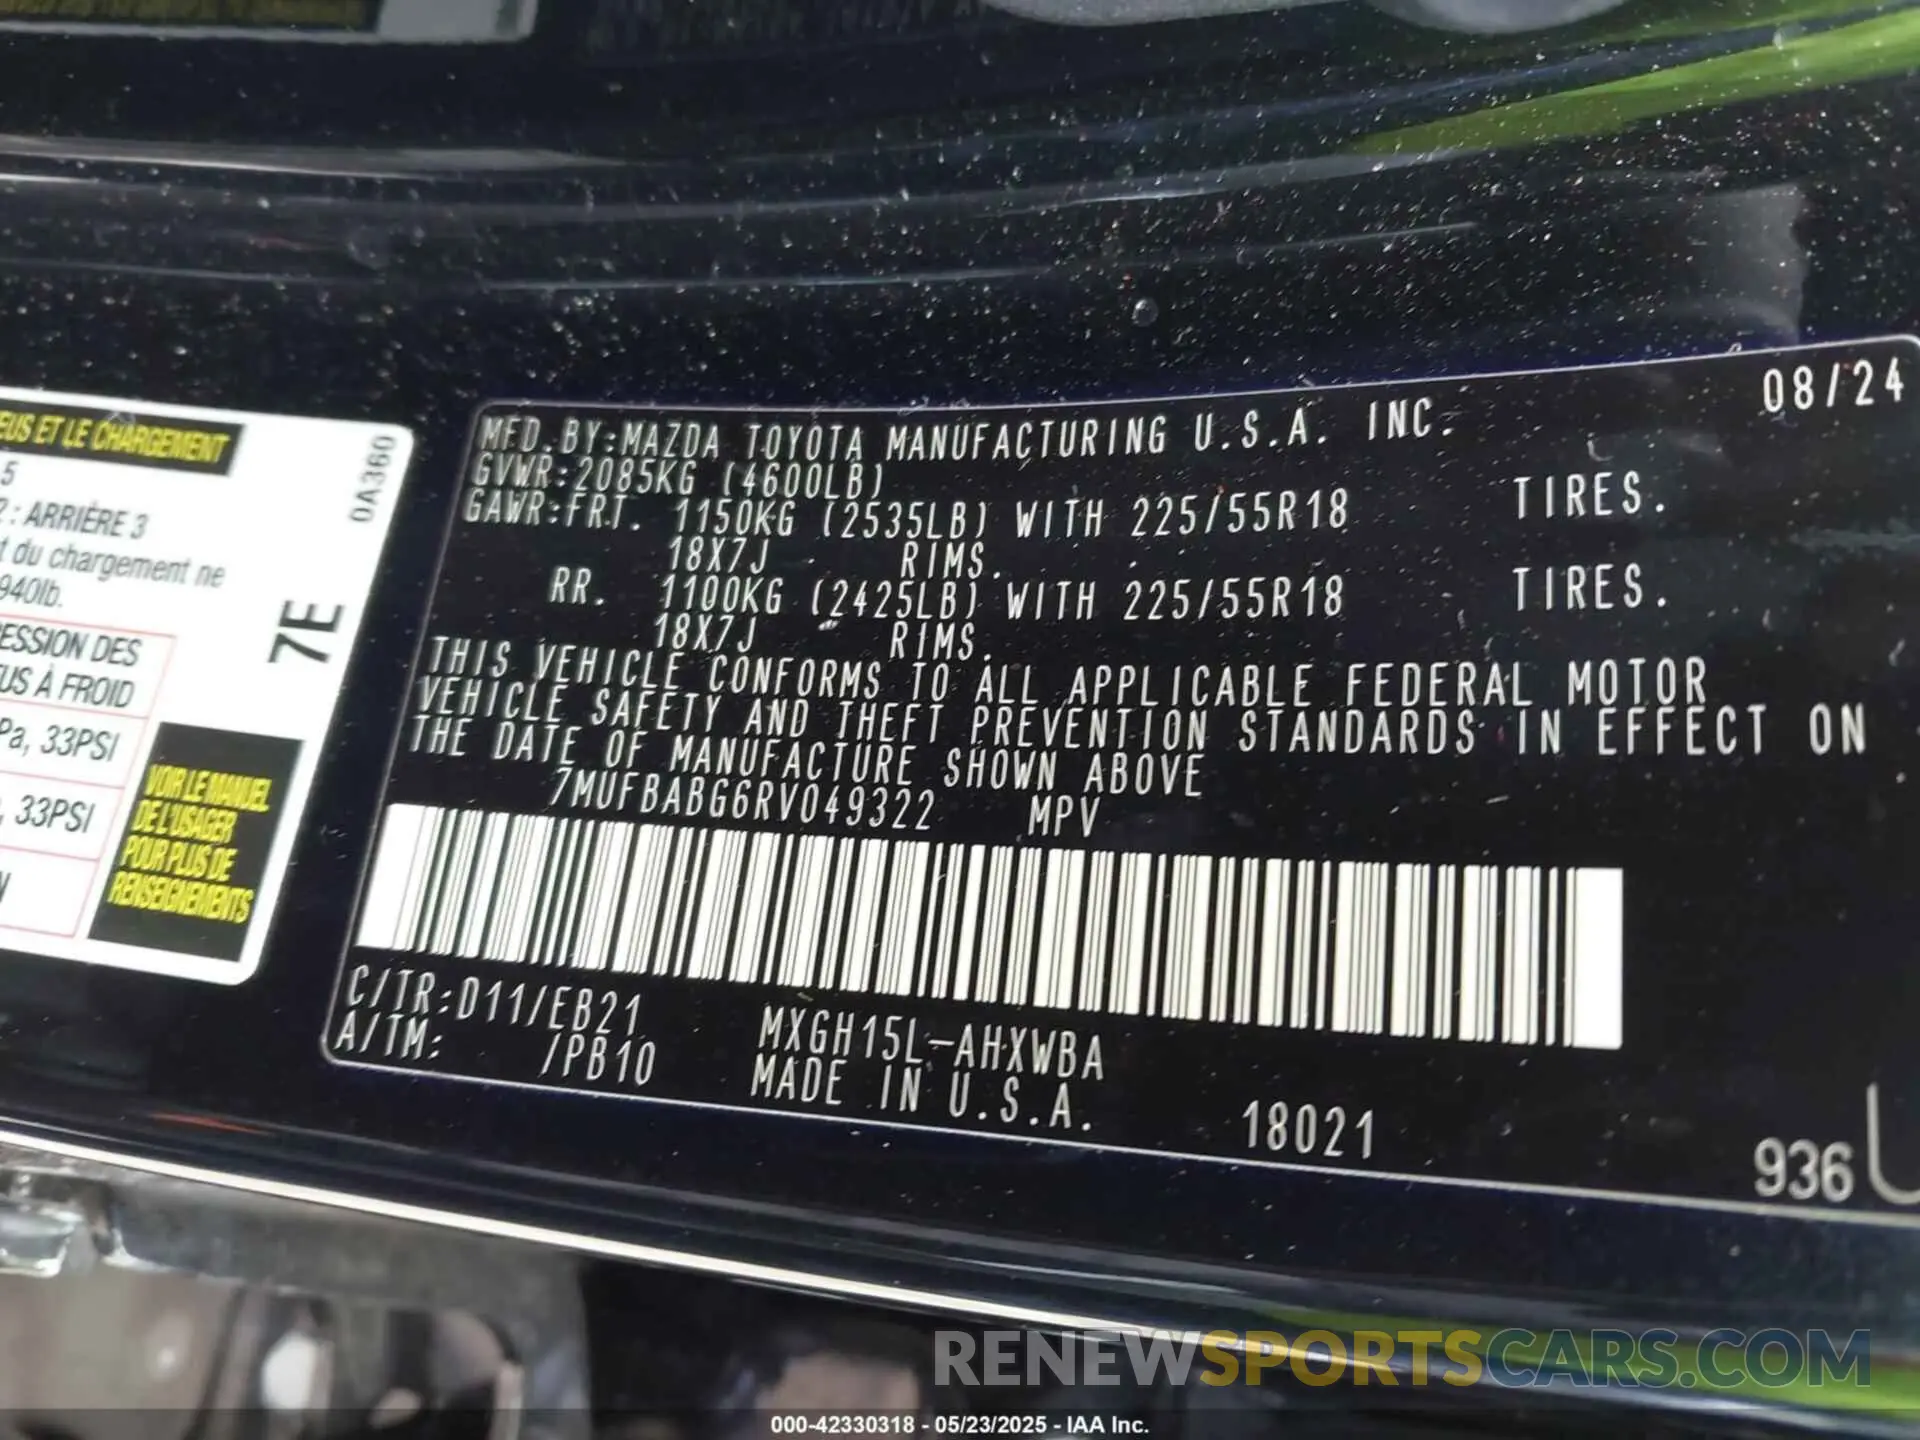 EUS ET LE CHARGEMENT
5
: ARRIÈRE 3
t du chargement ne
940lb.
ESSION DES
US À FROID
Pa, 33PSI
, 33PSI
VOIR LE MANUEL
DE L'USAGER
POUR PLUS DE
RENSEIGNEMENTS
7E
0A360
08/24
MFD.BY:MAZDA TOYOTA MANUFACTURING U.S.A. INC.
GVWR:2085KG (4600LB)
GAWR:FRT. 1150KG (2535LB) WITH 225/55R18 TIRES.
18X7J RIMS.
RR. 1100KG (2425LB) WITH 225/55R18 TIRES.
18X7J RIMS.
THIS VEHICLE CONFORMS TO ALL APPLICABLE FEDERAL MOTOR
VEHICLE SAFETY AND THEFT PREVENTION STANDARDS IN EFFECT ON
THE DATE OF MANUFACTURE SHOWN ABOVE
7MUFBABG6RV049322 MPV
C/TR:D11/EB21 MXGH15L-AHXWBA
A/TM: /PB10 MADE IN U.S.A.
18021
936
RENEWSPORTSCARS.COM
000-42330318 - 05/23/2025 - IAA Inc.